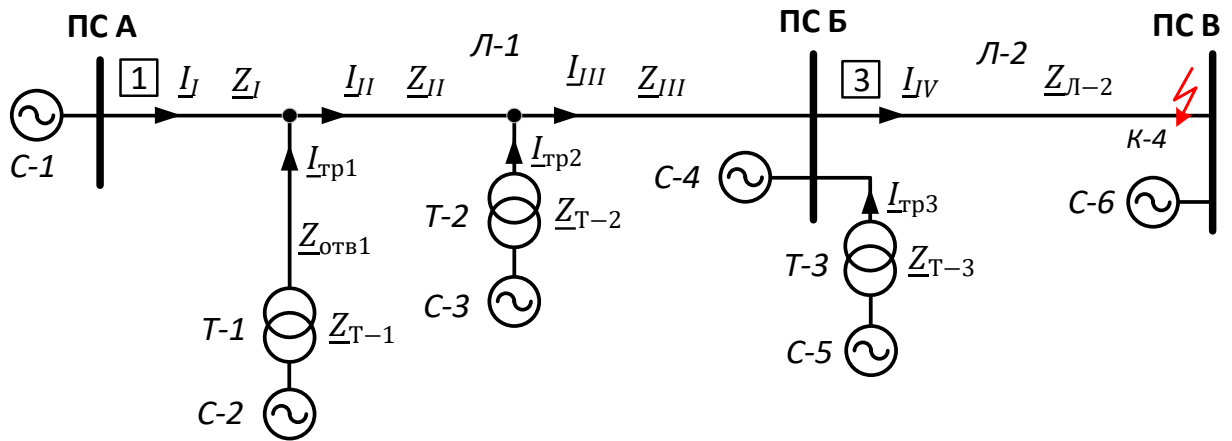 ПС А
Л-1
ПС Б
Л-2
ПС В
1
I_I
Z_I
I_II
Z_II
I_III
Z_III
3
I_IV
Z_Л−2
С-1
К-4
I_тр1
I_тр2
С-4
I_тр3
С-6
Z_отв1
Т-2
Z_Т−2
Т-3
Z_Т−3
С-3
Т-1
Z_Т−1
С-5
С-2